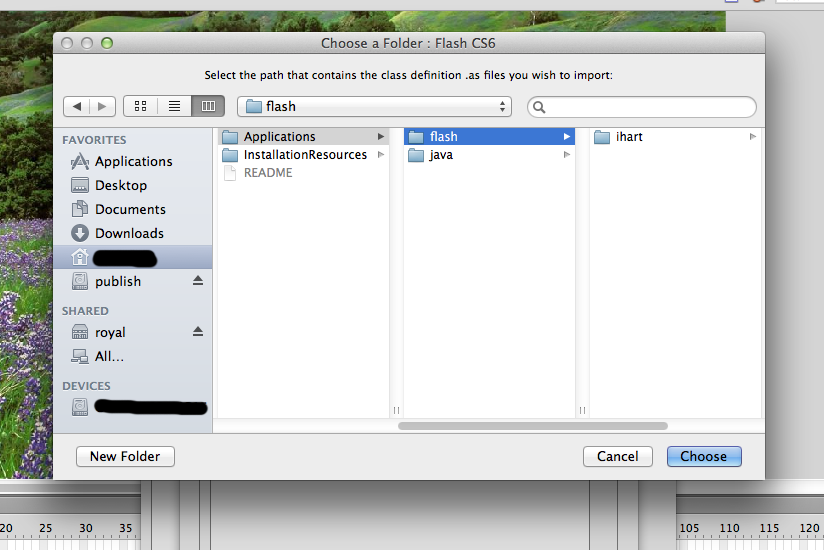 Choose a Folder : Flash CS6
Select the path that contains the class definition .as files you wish to import:
flash
FAVORITES
Applications
Desktop
Documents
Downloads
publish
SHARED
royal
All...
DEVICES
Applications
InstallationResources
README
flash
java
ihart
New Folder
Cancel
Choose
20 25 30 35 105 110 115 120